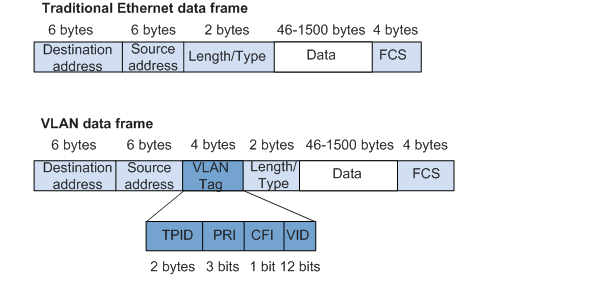 Traditional Ethernet data frame
6 bytes 6 bytes 2 bytes 46-1500 bytes 4 bytes
Destination address Source address Length/Type Data FCS
VLAN data frame
6 bytes 6 bytes 4 bytes 2 bytes 46-1500 bytes 4 bytes
Destination address Source address VLAN Tag Length/ Type Data FCS
TPID PRI CFI VID
2 bytes 3 bits 1 bit 12 bits